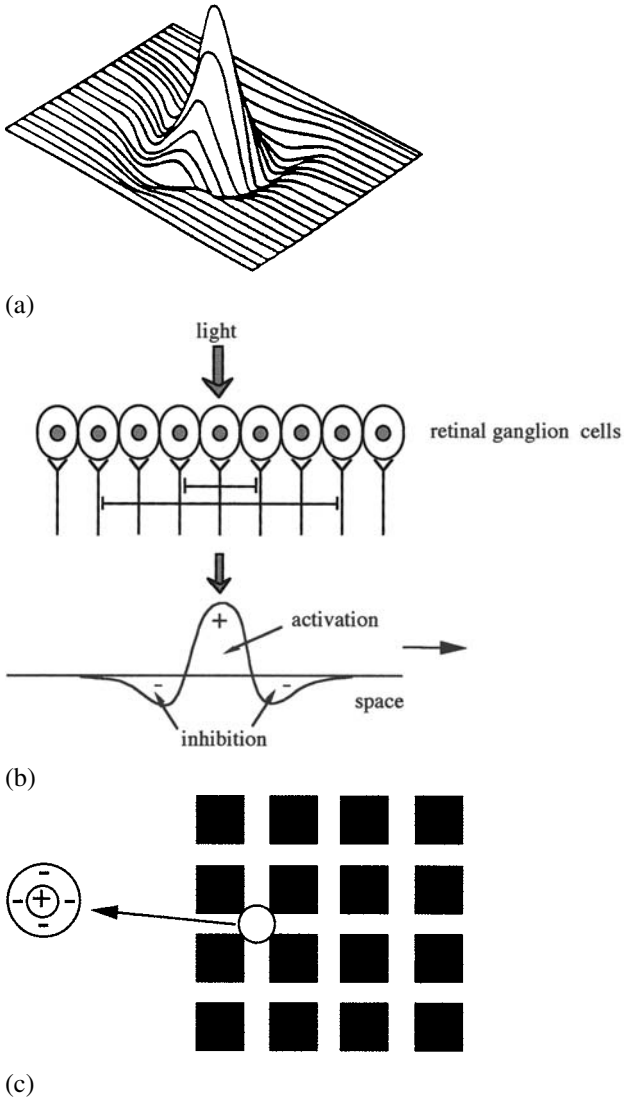 (a)
light
retinal ganglion cells
+
activation
-
-
space
inhibition
(b)
-
- + -
-
(c)